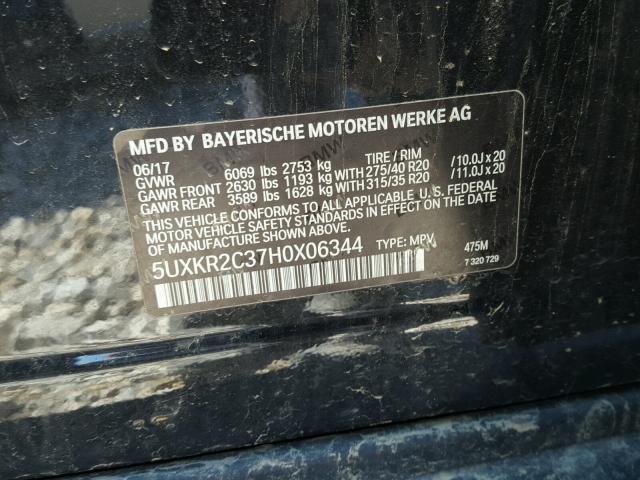 MFD BY BAYERISCHE MOTOREN WERKE AG
06/17 TIRE / RIM
GVWR 6069 lbs 2753 kg
GAWR FRONT 2630 lbs 1193 kg WITH 275/40 R20 /10.0J x 20
GAWR REAR 3589 lbs 1628 kg WITH 315/35 R20 /11.0J x 20
THIS VEHICLE CONFORMS TO ALL APPLICABLE U.S. FEDERAL
MOTOR VEHICLE SAFETY STANDARDS IN EFFECT ON THE DATE
OF MANUFACTURE SHOWN ABOVE.
5UXKR2C37H0X06344 TYPE: MPV 475M
7 320 729